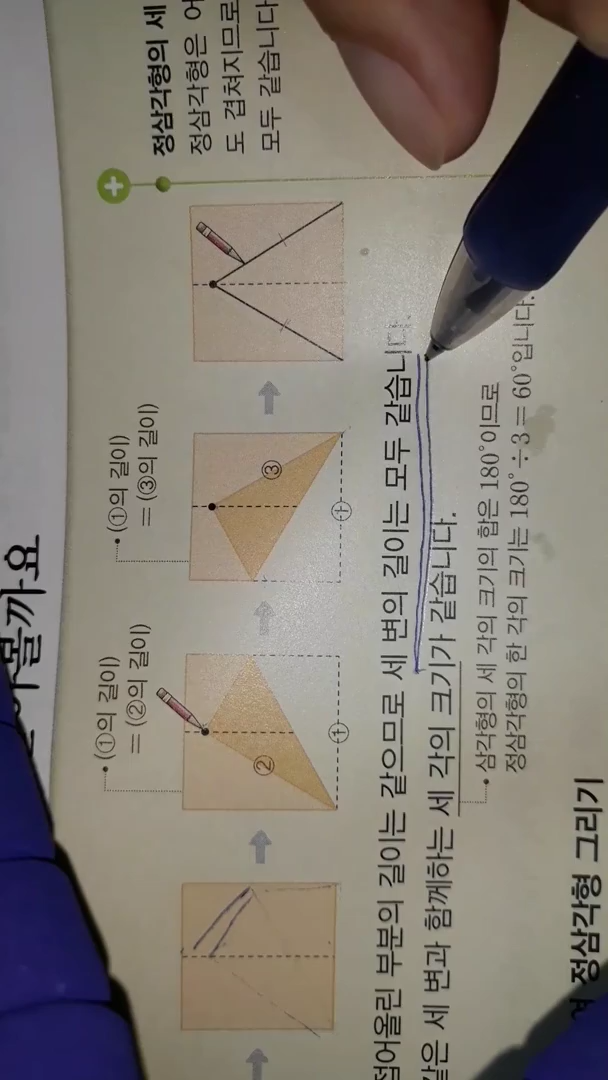 정삼각형의 세
정삼각형은 어
도 겹쳐지므로
모두 같습니다
(①의 길이)
= (②의 길이)
(①의 길이)
= (③의 길이)
②
①
③
①
접어올린 부분의 길이는 같으므로 세 변의 길이는 모두 같습니다.
같은 세 변과 함께하는 세 각의 크기가 같습니다.
삼각형의 세 각의 크기의 합은 180°이므로
정삼각형의 한 각의 크기는 180° ÷ 3 = 60°입니다.
정삼각형 그리기